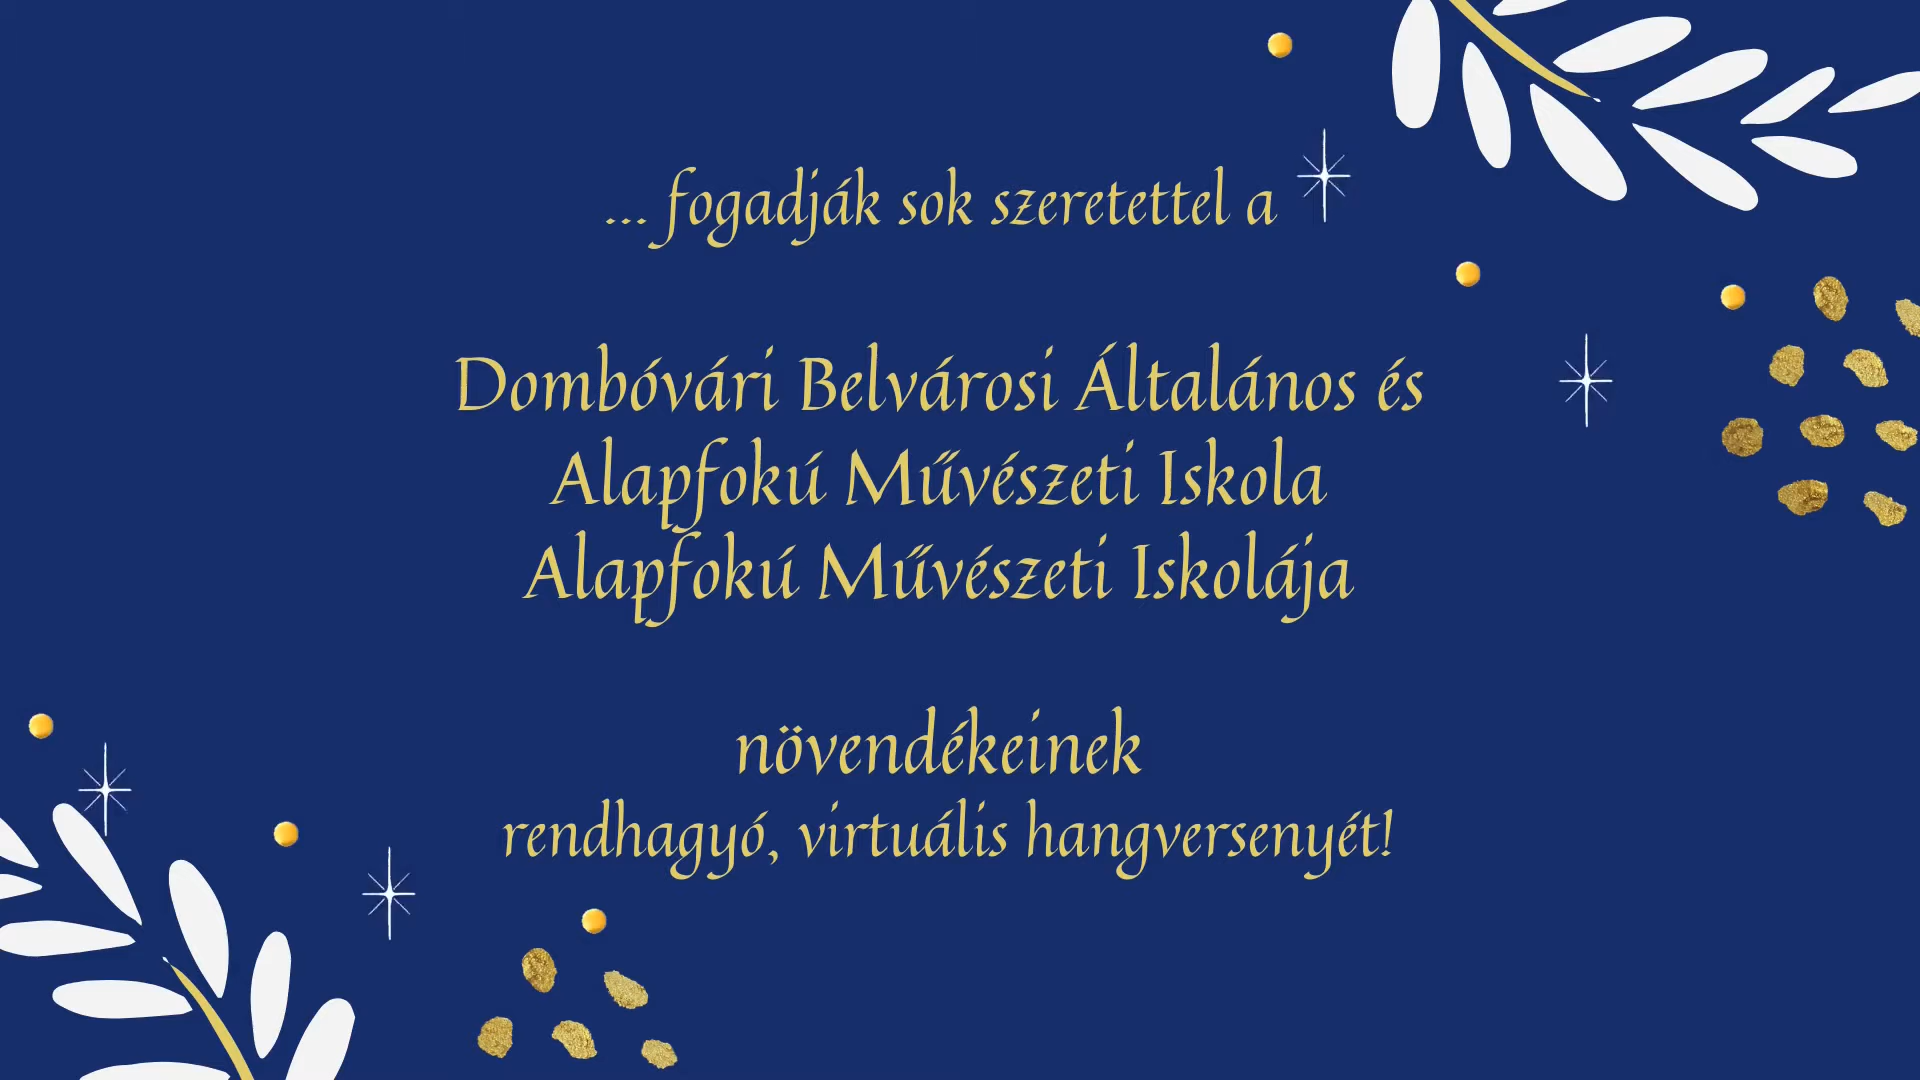 ... fogadják sok szeretettel a
Dombóvári Belvárosi Általános és
Alapfokú Művészeti Iskola
Alapfokú Művészeti Iskolája
növendékeinek
rendhagyó, virtuális hangversenyét!